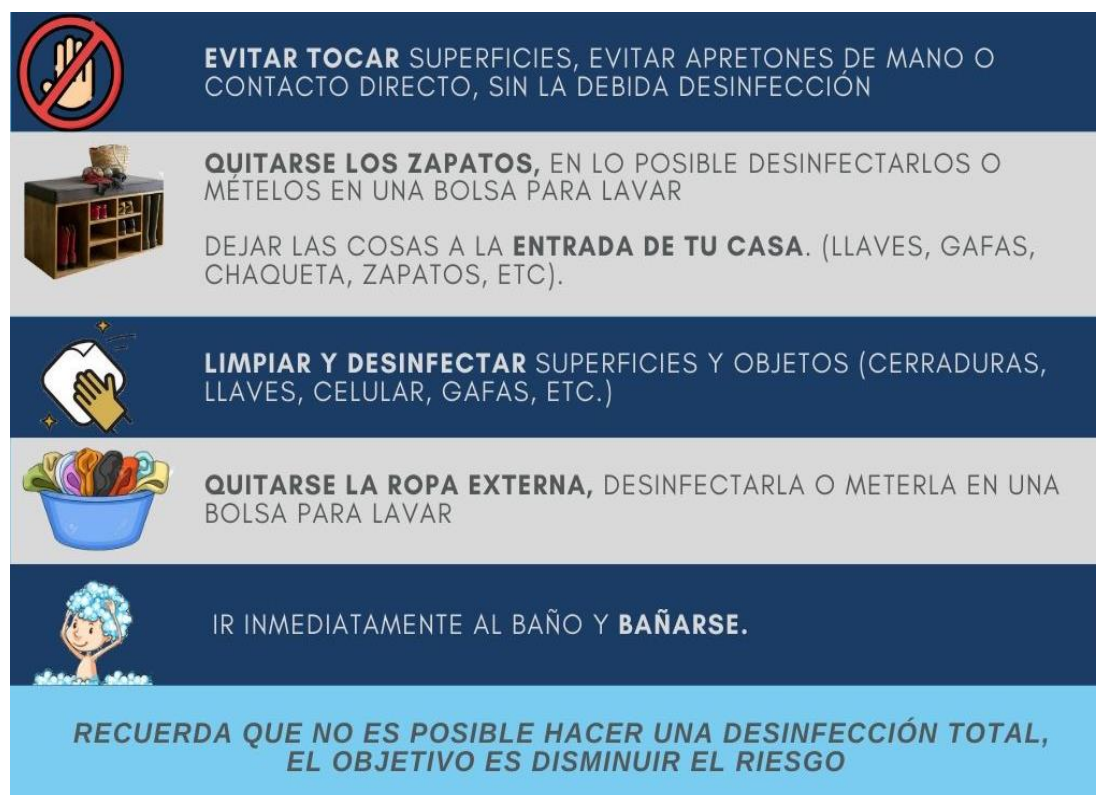 EVITAR TOCAR SUPERFICIES, EVITAR APRETONES DE MANO O
CONTACTO DIRECTO, SIN LA DEBIDA DESINFECCIÓN
QUITARSE LOS ZAPATOS, EN LO POSIBLE DESINFECTARLOS O
MÉTELOS EN UNA BOLSA PARA LAVAR
DEJAR LAS COSAS A LA ENTRADA DE TU CASA. (LLAVES, GAFAS,
CHAQUETA, ZAPATOS, ETC).
LIMPIAR Y DESINFECTAR SUPERFICIES Y OBJETOS (CERRADURAS,
LLAVES, CELULAR, GAFAS, ETC.)
QUITARSE LA ROPA EXTERNA, DESINFECTARLA O METERLA EN UNA
BOLSA PARA LAVAR
IR INMEDIATAMENTE AL BAÑO Y BAÑARSE.
RECUERDA QUE NO ES POSIBLE HACER UNA DESINFECCIÓN TOTAL,
EL OBJETIVO ES DISMINUIR EL RIESGO